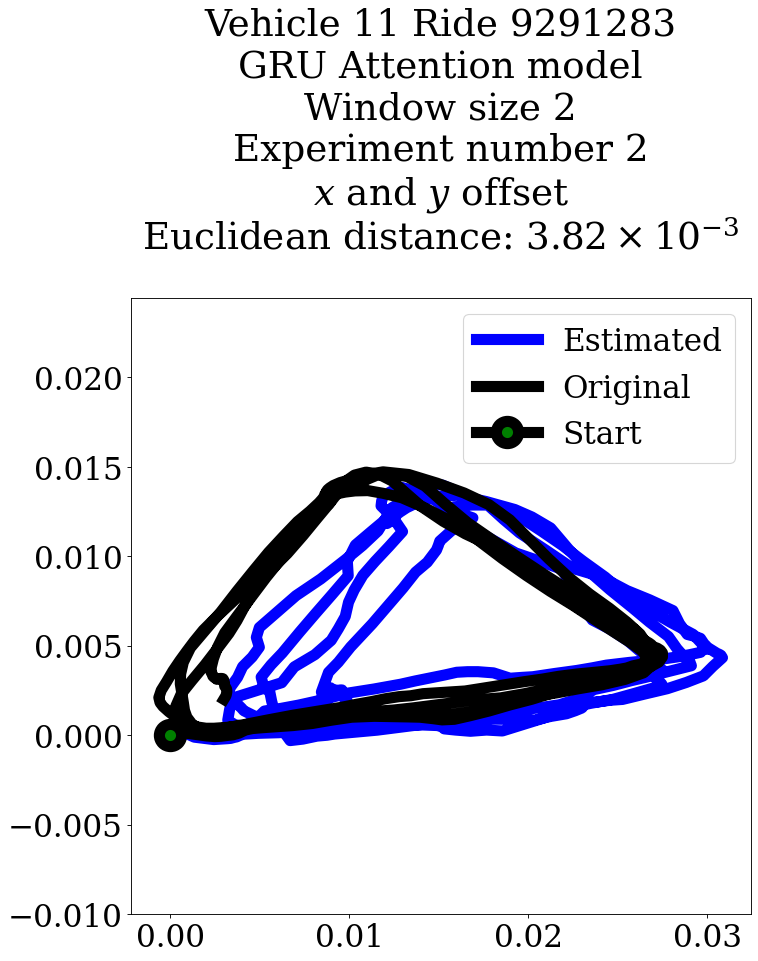 Vehicle 11 Ride 9291283
GRU Attention model
Window size 2
Experiment number 2
x and y offset
Euclidean distance: 3.82 × 10⁻³
Estimated
Original
Start
0.020
0.015
0.010
0.005
0.000
−0.005
−0.010
0.00 0.01 0.02 0.03